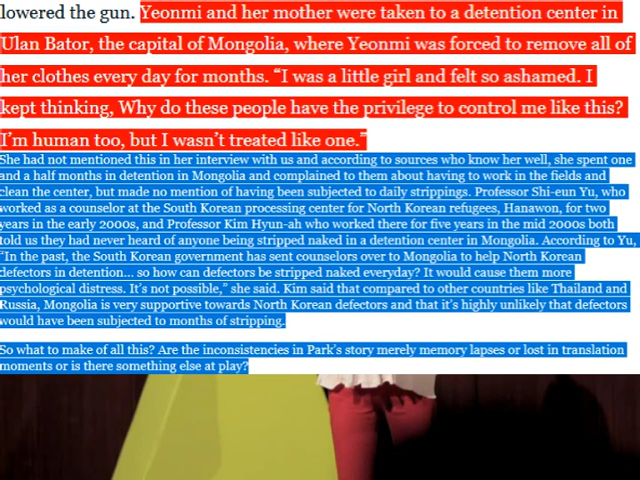 lowered the gun. Yeonmi and her mother were taken to a detention center in
Ulan Bator, the capital of Mongolia, where Yeonmi was forced to remove all of
her clothes every day for months. “I was a little girl and felt so ashamed. I
kept thinking, Why do these people have the privilege to control me like this?
I’m human too, but I wasn’t treated like one.”
She had not mentioned this in her interview with us and according to sources who know her well, she spent one
and a half months in detention in Mongolia and complained to them about having to work in the fields and
clean the center, but made no mention of having been subjected to daily strippings. Professor Shi-eun Yu, who
worked as a counselor at the South Korean processing center for North Korean refugees, Hanawon, for two
years in the early 2000s, and Professor Kim Hyun-ah who worked there for five years in the mid 2000s both
told us they had never heard of anyone being stripped naked in a detention center in Mongolia. According to Yu,
“In the past, the South Korean government has sent counselors over to Mongolia to help North Korean
defectors in detention… so how can defectors be stripped naked everyday? It would cause them more
psychological distress. It’s not possible,” she said. Kim said that compared to other countries like Thailand and
Russia, Mongolia is very supportive towards North Korean defectors and that it’s highly unlikely that defectors
would have been subjected to months of stripping.
So what to make of all this? Are the inconsistencies in Park’s story merely memory lapses or lost in translation
moments or is there something else at play?